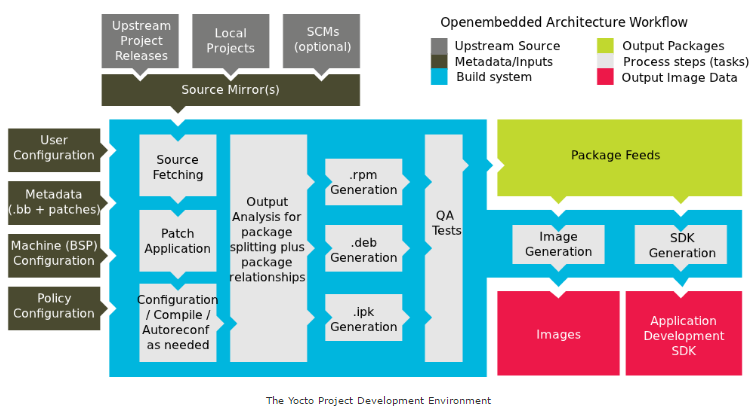 Upstream
Project
Releases
Local
Projects
SCMs
(optional)
Source Mirror(s)
Openembedded Architecture Workflow
Upstream Source
Metadata/Inputs
Build system
Output Packages
Process steps (tasks)
Output Image Data
User
Configuration
Metadata
(.bb + patches)
Machine (BSP)
Configuration
Policy
Configuration
Source
Fetching
Patch
Application
Configuration
/ Compile /
Autoreconf
as needed
Output
Analysis for
package
splitting plus
package
relationships
.rpm
Generation
.deb
Generation
.ipk
Generation
QA
Tests
Package Feeds
Image
Generation
SDK
Generation
Images
Application
Development
SDK
The Yocto Project Development Environment